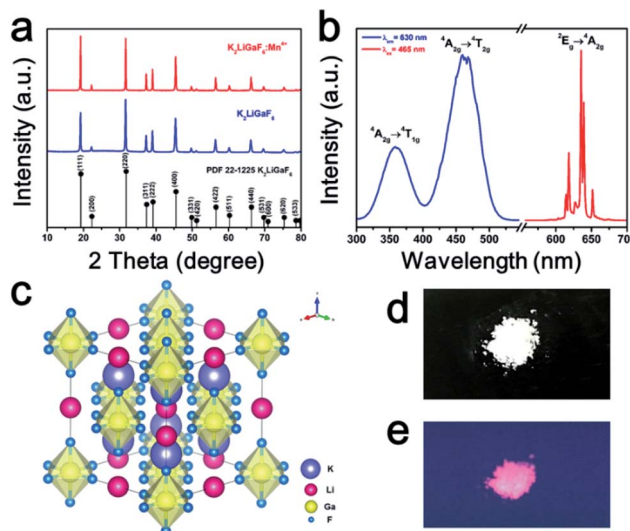 a
Intensity (a.u.)
K₂LiGaF₆:Mn⁴⁺
K₂LiGaF₆
PDF 22-1225 K₂LiGaF₆
(111)
(200)
(220)
(311)
(222)
(400)
(331)
(420)
(422)
(511)
(440)
(531)
(600)
(620)
(533)
10 20 30 40 50 60 70 80
2 Theta (degree)
b
Intensity (a.u.)
= 630 nm
= 465 nm
⁴A₂g→⁴T₁g
⁴A₂g→⁴T₂g
²Eg→⁴A₂g
300 350 400 450 500 600 650 70
Wavelength (nm)
c
K
Li
Ga
F
d
e